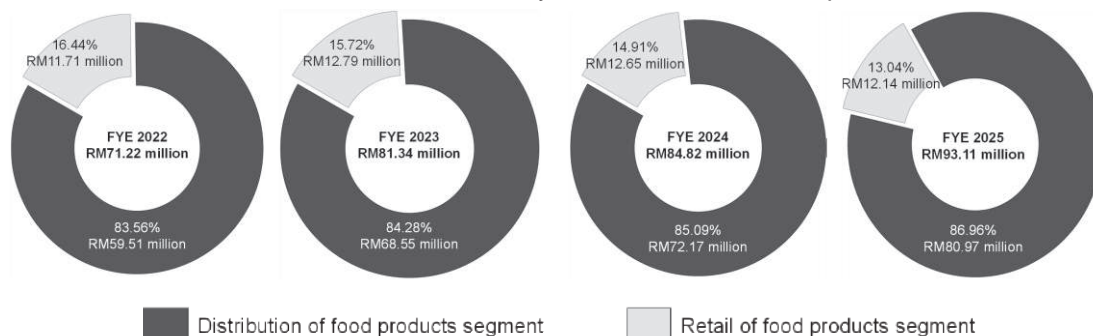 16.44%
RM11.71 million
FYE 2022
RM71.22 million
83.56%
RM59.51 million
15.72%
RM12.79 million
FYE 2023
RM81.34 million
84.28%
RM68.55 million
14.91%
RM12.65 million
FYE 2024
RM84.82 million
85.09%
RM72.17 million
13.04%
RM12.14 million
FYE 2025
RM93.11 million
86.96%
RM80.97 million
Distribution of food products segment
Retail of food products segment